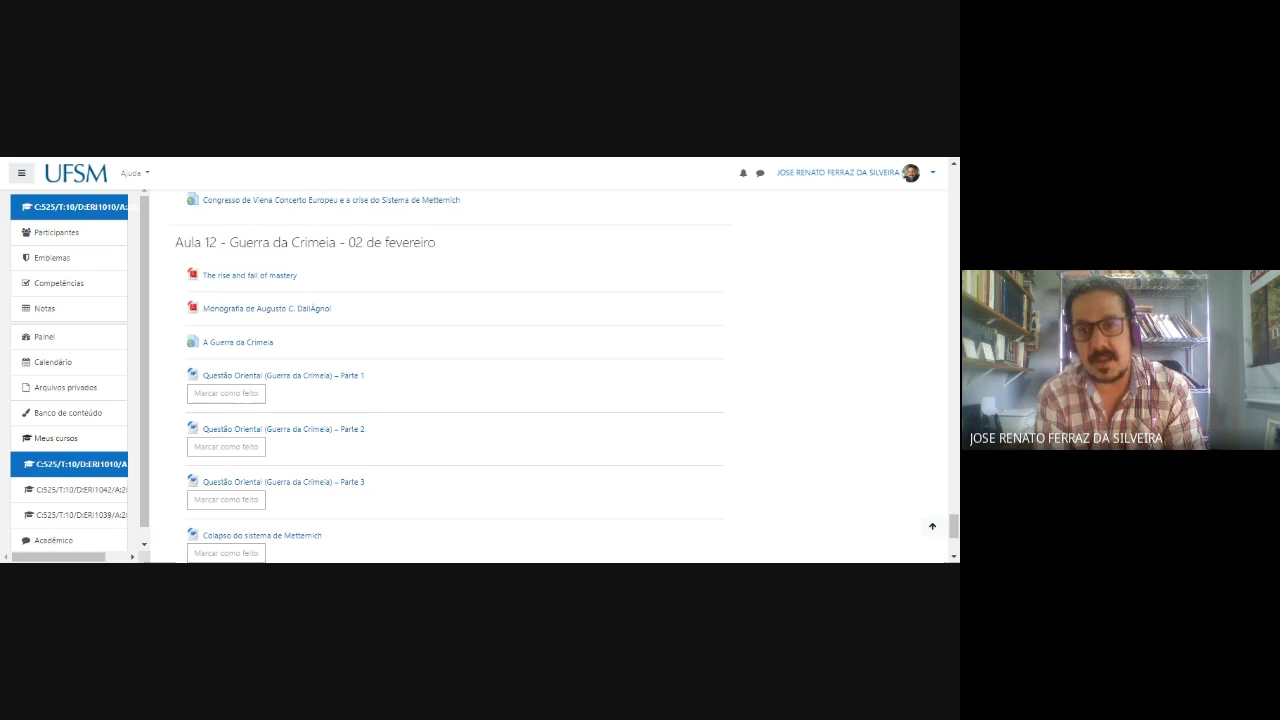 UFSM
Ajuda
JOSE RENATO FERRAZ DA SILVEIRA
C:525/T:10/D:ERI1010/A:
Participantes
Emblemas
Competências
Notas
Painel
Calendário
Arquivos privados
Banco de conteúdo
Meus cursos
C:525/T:10/D:ERI1010/A
C:525/T:10/D:ERI1042/A:2
C:525/T:10/D:ERI1039/A:2
Acadêmico
Congresso de Viena Concerto Europeu e a crise do Sistema de Metternich
Aula 12 - Guerra da Crimeia - 02 de fevereiro
The rise and fall of mastery
Monografia de Augusto C. DallÁgnol
A Guerra da Crimeia
Questão Oriental (Guerra da Crimeia) – Parte 1
Marcar como feito
Questão Oriental (Guerra da Crimeia) – Parte 2
Marcar como feito
Questão Oriental (Guerra da Crimeia) – Parte 3
Marcar como feito
Colapso do sistema de Metternich
Marcar como feito
JOSE RENATO FERRAZ DA SILVEIRA